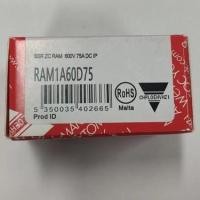 SSR ZC RAM 600V 75A DC IP
RAM1A60D75
5 350035 402665
RoHS
Malta
CARLO GAVAZZI
Prod ID